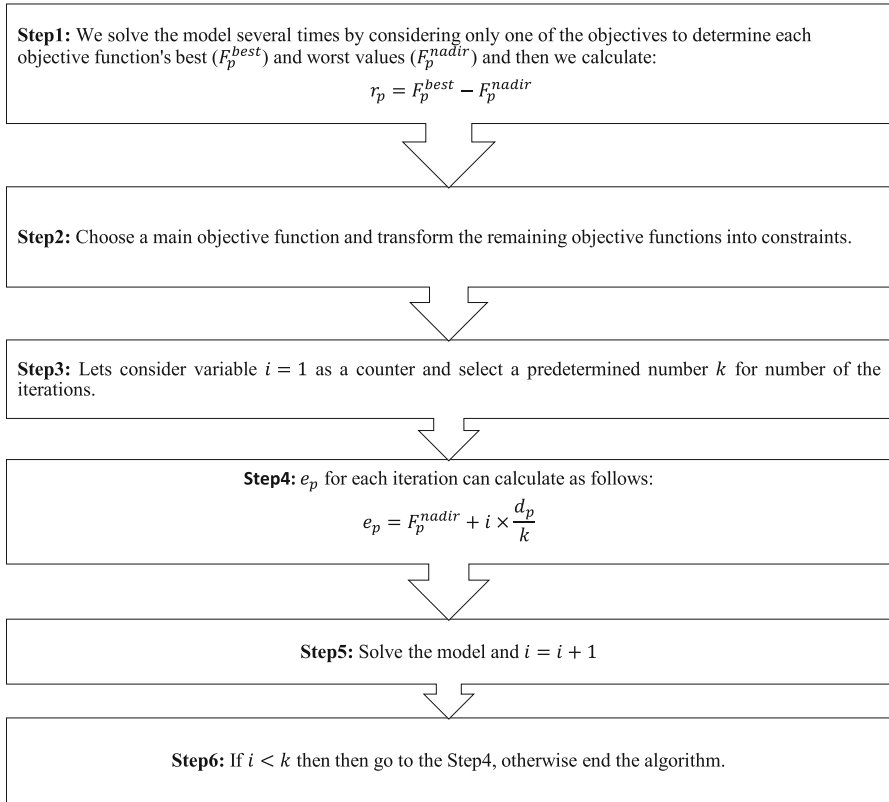 Step1: We solve the model several times by considering only one of the objectives to determine each
objective function's best (F_p^{best}) and worst values (F_p^{nadir}) and then we calculate:
r_p = F_p^{best} − F_p^{nadir}
Step2: Choose a main objective function and transform the remaining objective functions into constraints.
Step3: Lets consider variable i = 1 as a counter and select a predetermined number k for number of the
iterations.
Step4: e_p for each iteration can calculate as follows:
e_p = F_p^{nadir} + i × \frac{d_p}{k}
Step5: Solve the model and i = i + 1
Step6: If i < k then then go to the Step4, otherwise end the algorithm.